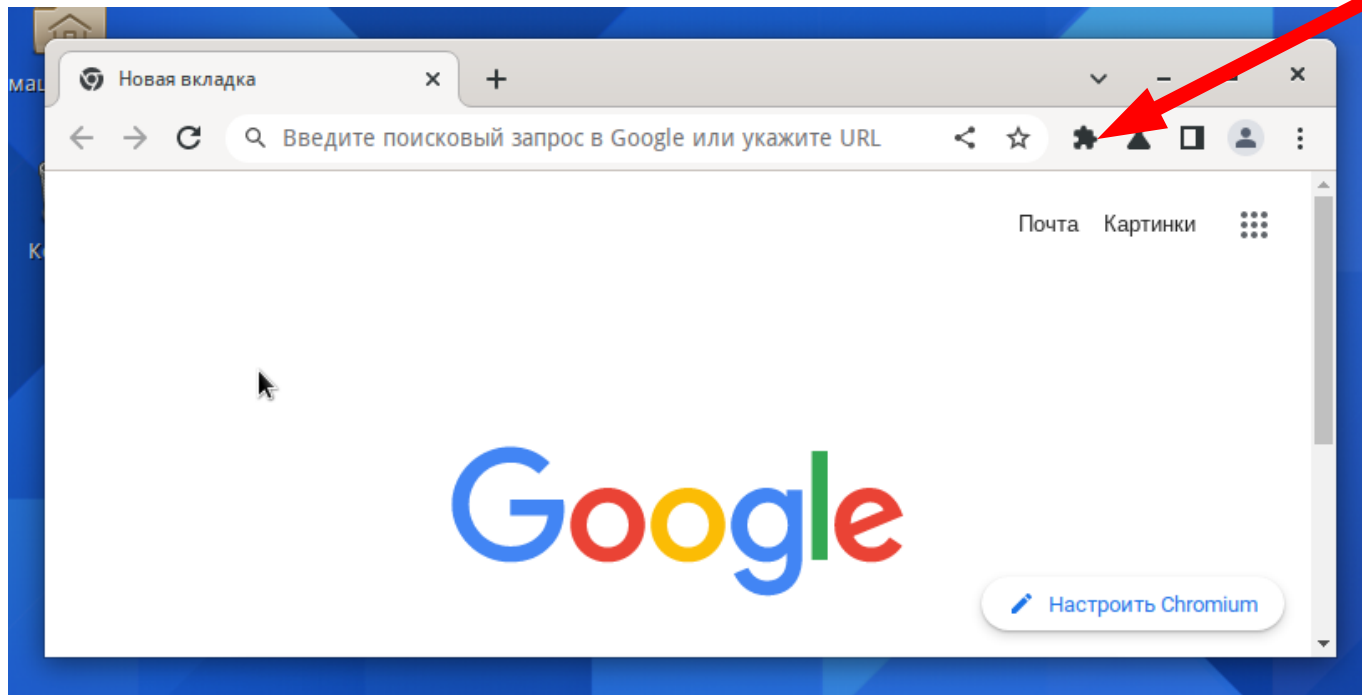 Новая вкладка
Введите поисковый запрос в Google или укажите URL
Почта Картинки
Google
Настроить Chromium